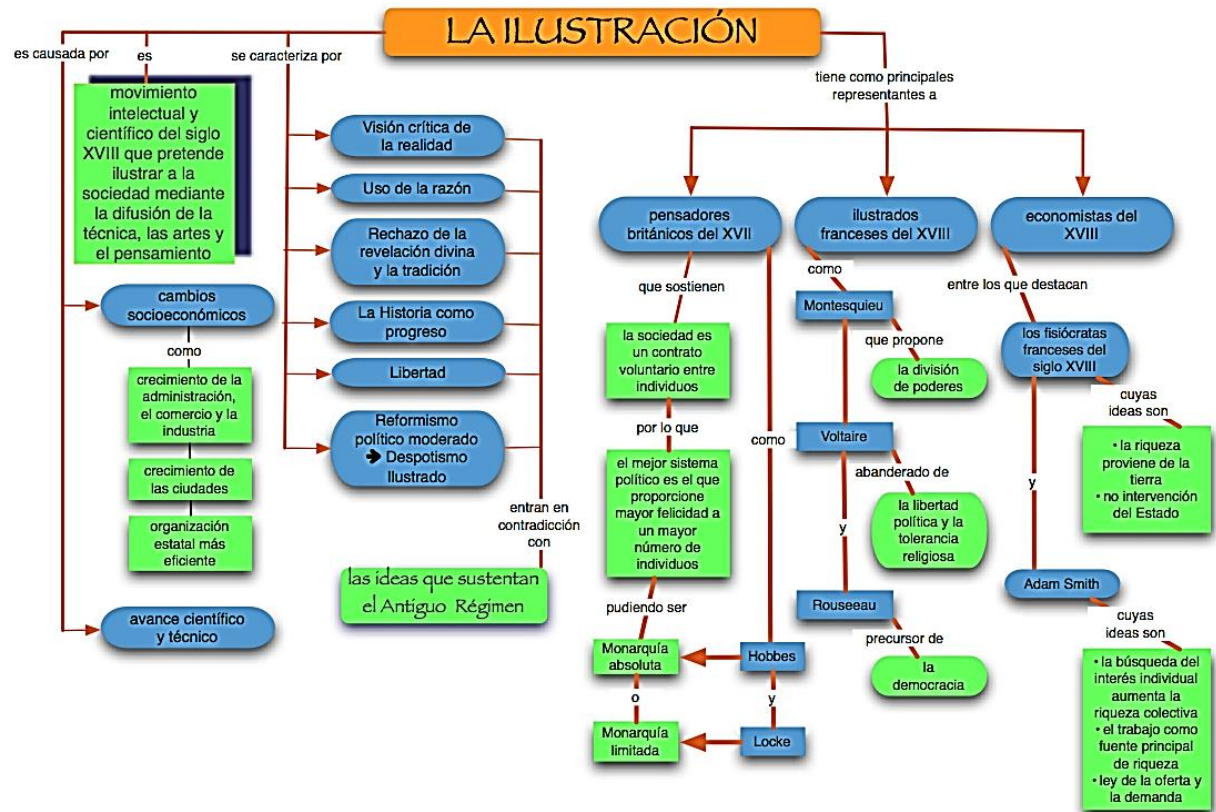 LA ILUSTRACIÓN
es causada por
es
se caracteriza por
tiene como principales
representantes a
movimiento
intelectual y
científico del siglo
XVIII que pretende
ilustrar a la
sociedad mediante
la difusión de la
técnica, las artes y
el pensamiento
cambios
socioeconómicos
como
crecimiento de la
administración,
el comercio y la
industria
crecimiento de
las ciudades
organización
estatal más
eficiente
avance científico
y técnico
Visión crítica de
la realidad
Uso de la razón
Rechazo de la
revelación divina
y la tradición
La Historia como
progreso
Libertad
Reformismo
político moderado
➔ Despotismo
Ilustrado
entran en
contradicción
con
las ideas que sustentan
el Antiguo Régimen
pensadores
británicos del XVII
que sostienen
la sociedad es
un contrato
voluntario entre
individuos
por lo que
el mejor sistema
político es el que
proporcione
mayor felicidad a
un mayor
número de
individuos
pudiendo ser
Monarquía
absoluta
o
Monarquía
limitada
como
Hobbes
y
Locke
ilustrados
franceses del XVIII
como
Montesquieu
que propone
la división
de poderes
Voltaire
abanderado de
la libertad
política y la
tolerancia
religiosa
y
Rouseeau
precursor de
la
democracia
economistas del
XVIII
entre los que destacan
los fisiócratas
franceses del
siglo XVIII
cuyas
ideas son
• la riqueza
proviene de la
tierra
• no intervención
del Estado
y
Adam Smith
cuyas
ideas son
• la búsqueda del
interés individual
aumenta la
riqueza colectiva
• el trabajo como
fuente principal
de riqueza
• ley de la oferta y
la demanda